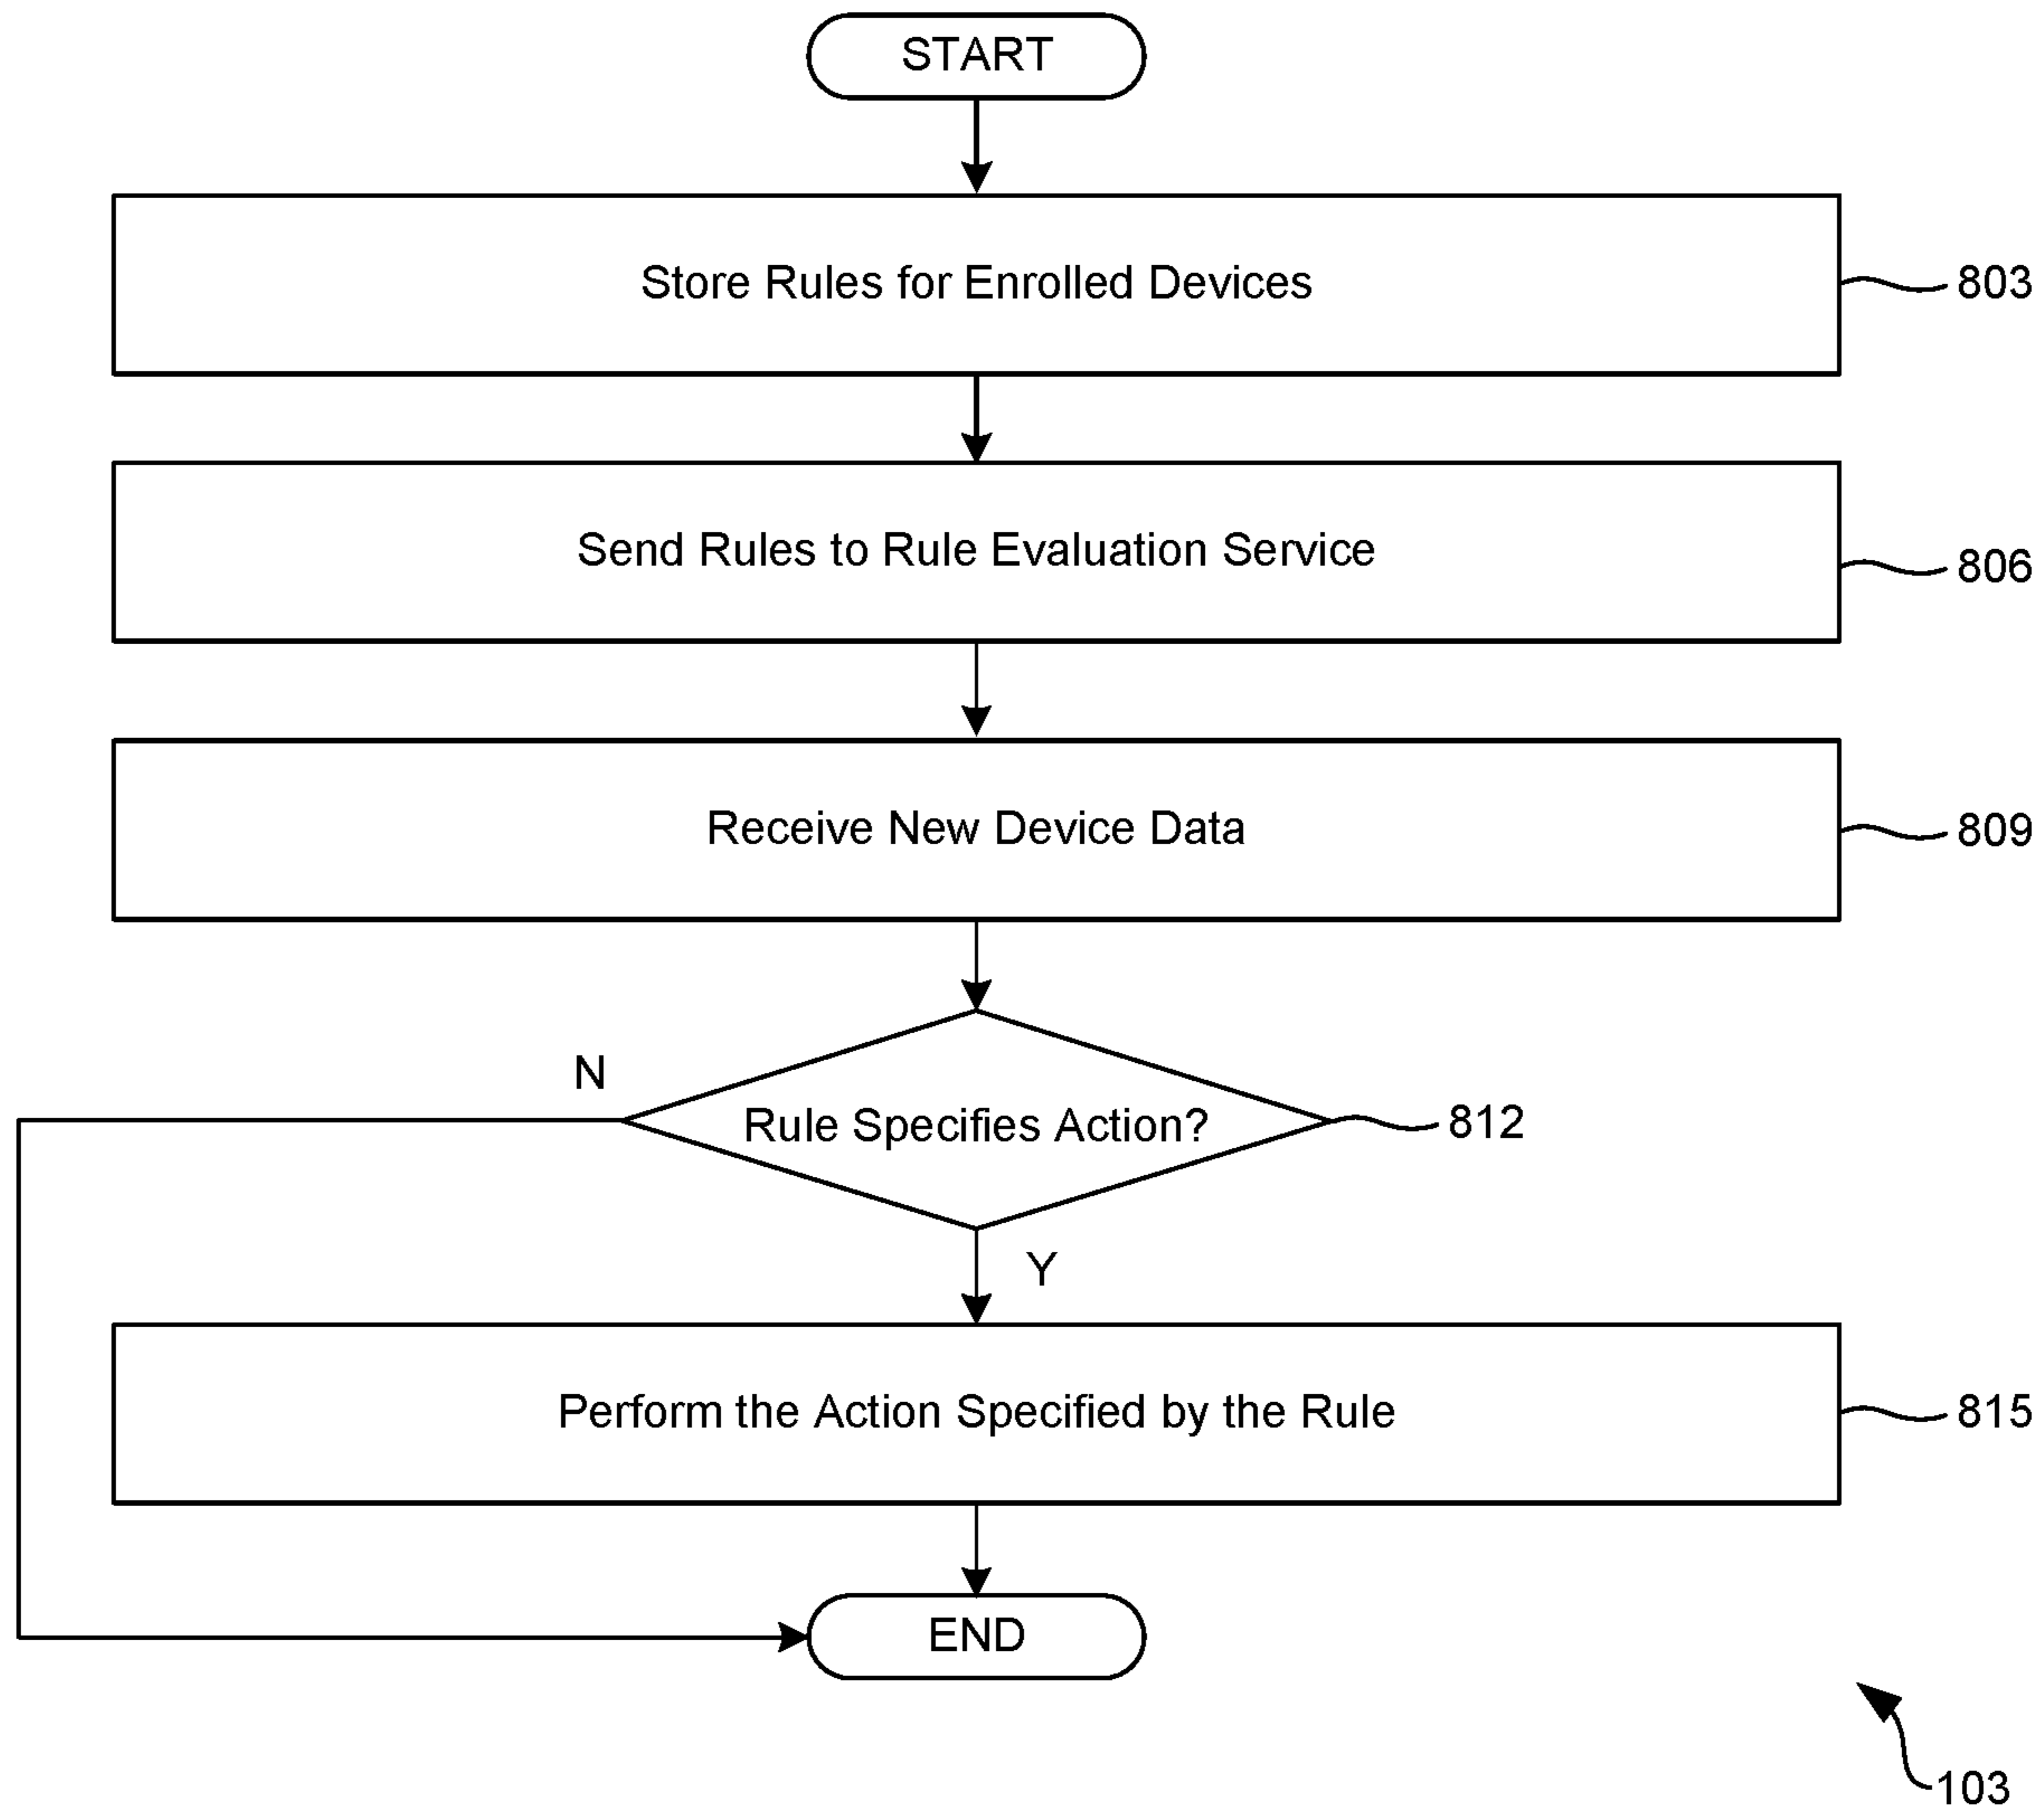 START
Store Rules for Enrolled Devices
803
Send Rules to Rule Evaluation Service
806
Receive New Device Data
809
N
Rule Specifies Action?
812
Y
Perform the Action Specified by the Rule
815
END
103